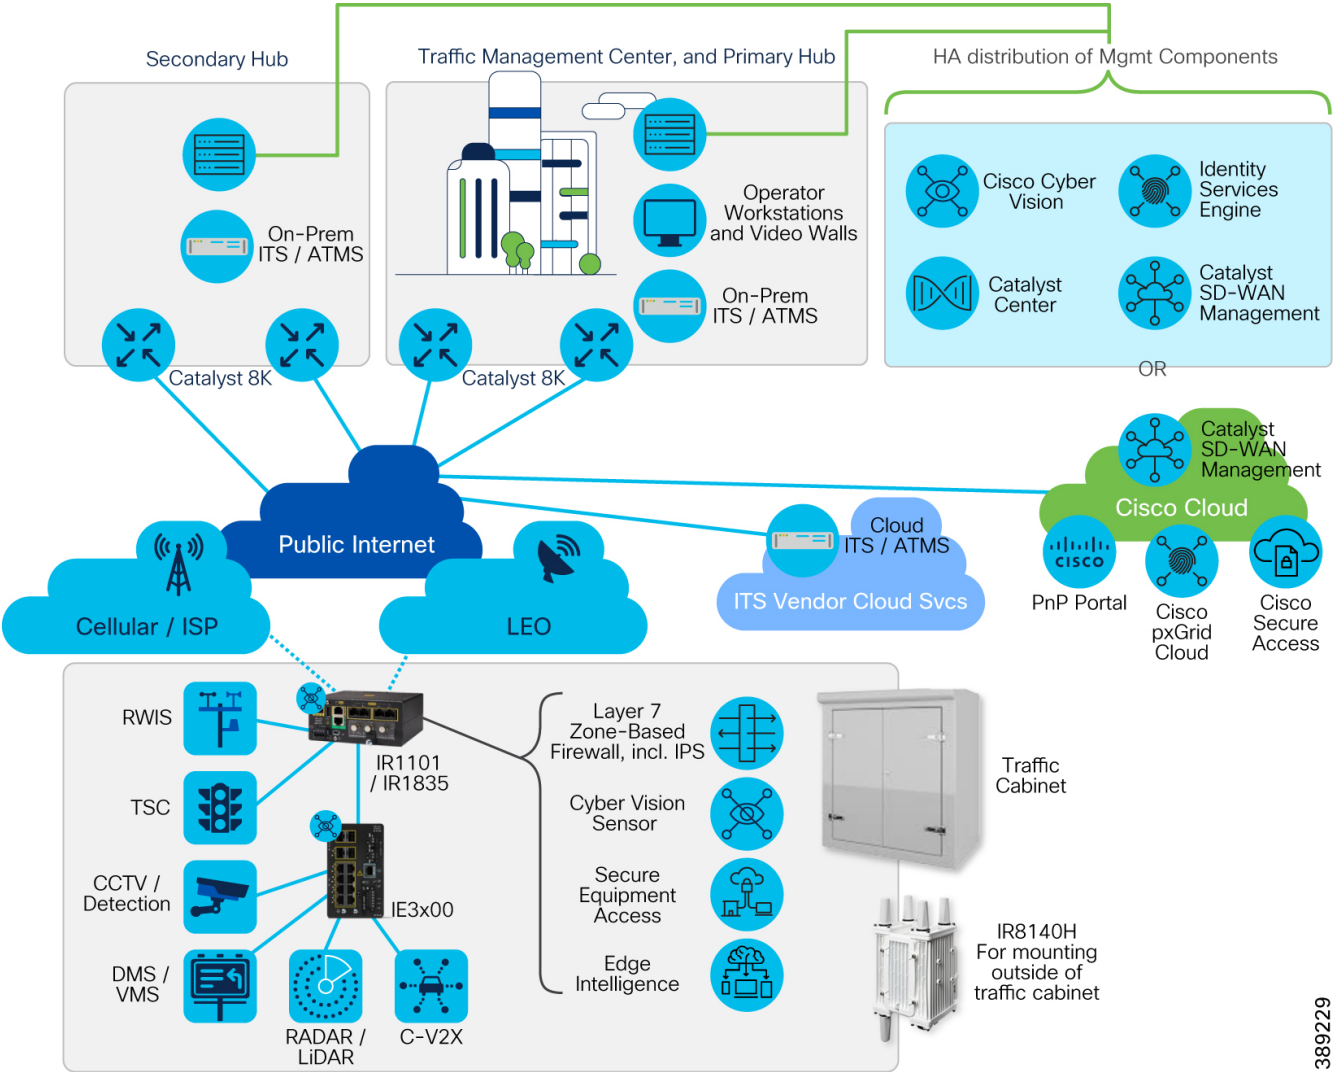 Secondary Hub
Traffic Management Center, and Primary Hub
HA distribution of Mgmt Components
On-Prem
ITS / ATMS
Catalyst 8K
Operator
Workstations
and Video Walls
On-Prem
ITS / ATMS
Catalyst 8K
Cisco Cyber
Vision
Identity
Services
Engine
Catalyst
Center
Catalyst
SD-WAN
Management
OR
Catalyst
SD-WAN
Management
Cisco Cloud
CISCO
PnP Portal
Cisco
pxGrid
Cloud
Cisco
Secure
Access
Public Internet
Cloud
ITS / ATMS
ITS Vendor Cloud Svcs
Cellular / ISP
LEO
RWIS
TSC
CCTV /
Detection
DMS /
VMS
RADAR /
LiDAR
C-V2X
IR1101
/ IR1835
IE3x00
Layer 7
Zone-Based
Firewall, incl. IPS
Cyber Vision
Sensor
Secure
Equipment
Access
Edge
Intelligence
Traffic
Cabinet
IR8140H
For mounting
outside of
traffic cabinet
389229